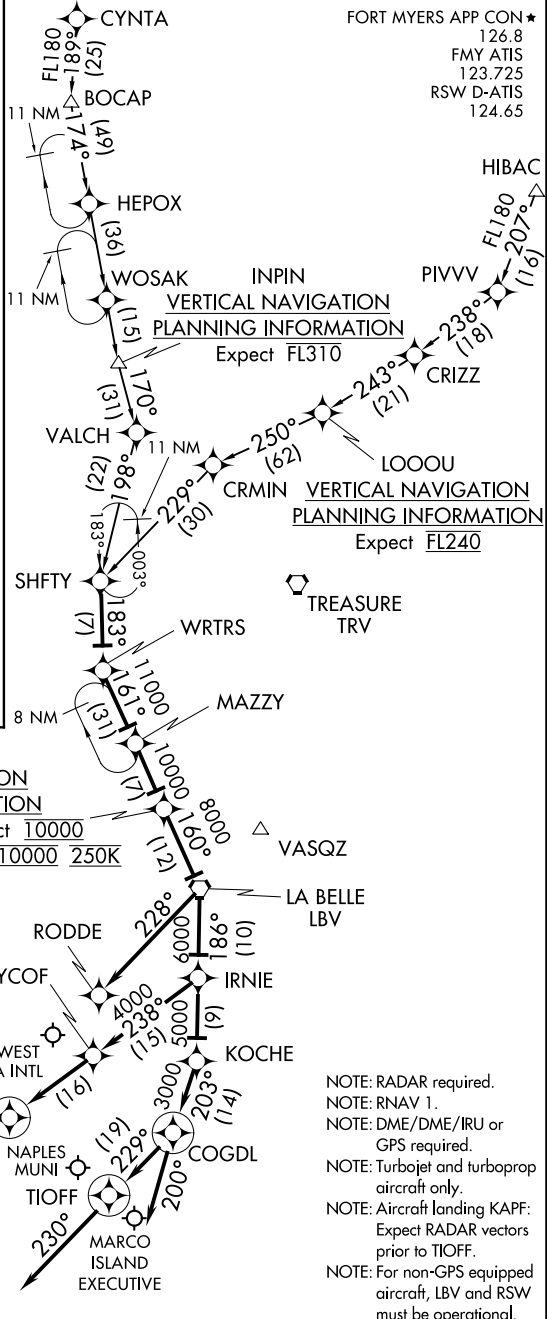 CYNTA
FL180
189°
(25)
BOCAP
11 NM
174°
(49)
HEPOX
(36)
WOSAK
11 NM
(15)
FORT MYERS APP CON ★
126.8
FMY ATIS
123.725
RSW D-ATIS
124.65
HIBAC
FL180
207°
(16)
PIVVV
238°
(18)
CRIZZ
243°
(21)
LOOOU
VERTICAL NAVIGATION
PLANNING INFORMATION
Expect FL240
INPIN
VERTICAL NAVIGATION
PLANNING INFORMATION
Expect FL310
170°
(31)
VALCH
250°
(62)
CRMIN
229°
(30)
198°
(22)
11 NM
183°
003°
SHFTY
TREASURE
TRV
183°
(7)
WRTRS
11000
161°
(31)
8 NM
MAZZY
10000
(7)
ON
TION
ct 10000
10000 250K
8000
160°
(12)
VASQZ
LA BELLE
LBV
228°
RODDE
6000
186°
(10)
IRNIE
YCOF
4000
238°
(15)
5000
(9)
KOCHE
WEST
A INTL
(16)
3000
203°
(14)
COGDL
NAPLES
MUNI
(19)
229°
TIOFF
200°
230°
MARCO
ISLAND
EXECUTIVE
NOTE: RADAR required.
NOTE: RNAV 1.
NOTE: DME/DME/IRU or
GPS required.
NOTE: Turbojet and turboprop
aircraft only.
NOTE: Aircraft landing KAPF:
Expect RADAR vectors
prior to TIOFF.
NOTE: For non-GPS equipped
aircraft, LBV and RSW
must be operational.